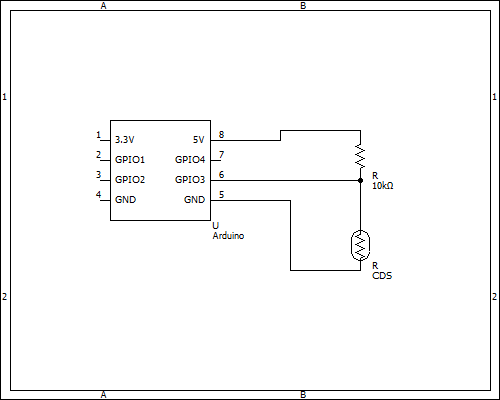 A B
1 1
1 3.3V 5V 8
2 GPIO1 GPIO4 7
3 GPIO2 GPIO3 6
4 GND GND 5
U
Arduino
R
10kΩ
R
CDS
2 2
A B